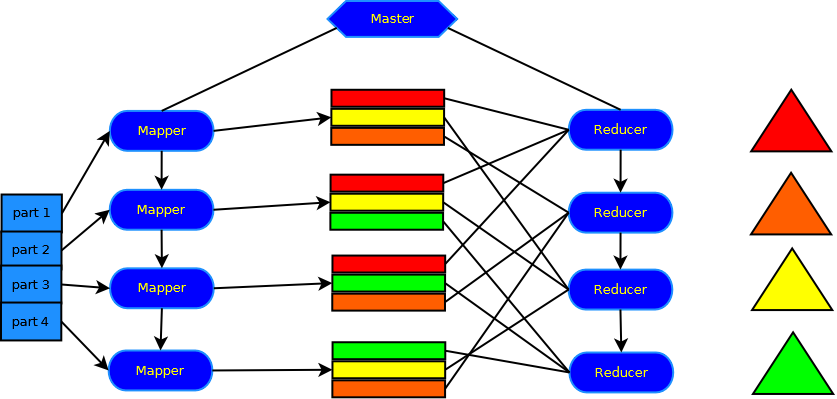 Master
Mapper
Reducer
Mapper
part 1
Reducer
part 2
part 3
Mapper
Reducer
part 4
Mapper
Reducer